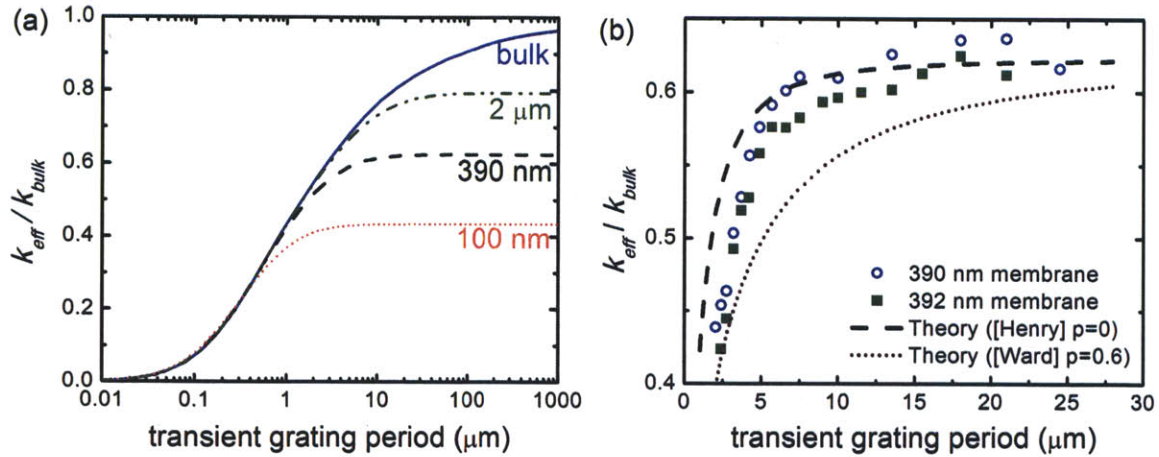 (a)
1.0
0.8
0.6
0.4
0.2
0.0
k_eff / k_bulk
bulk
2 μm
390 nm
100 nm
0.01 0.1 1 10 100 1000
transient grating period (μm)
(b)
0.6
0.5
0.4
k_eff / k_bulk
390 nm membrane
392 nm membrane
Theory ([Henry] p=0)
Theory ([Ward] p=0.6)
0 5 10 15 20 25 30
transient grating period (μm)